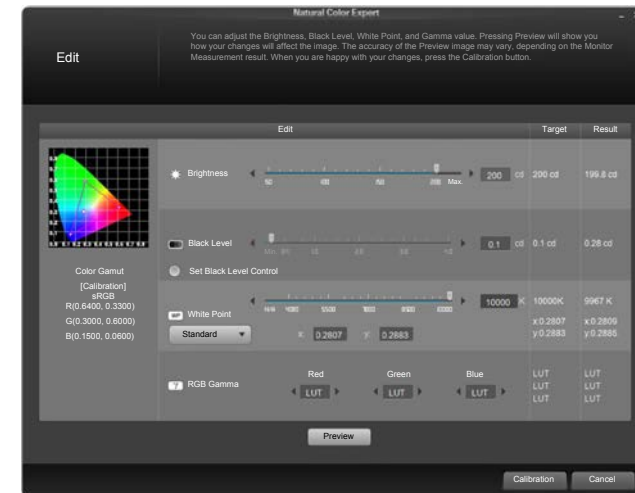 Natural Color Expert
Edit
You can adjust the Brightness, Black Level, White Point, and Gamma value. Pressing Preview will show you
how your changes will affect the image. The accuracy of the Preview image may vary, depending on the Monitor
Measurement result. When you are happy with your changes, press the Calibration button.
Edit Target Result
Brightness 50 100 150 200 Max. 200 cd 200 cd 199.8 cd
Black Level 0.1 cd 0.1 cd 0.28 cd
Set Black Level Control
Color Gamut
[Calibration]
sRGB
R(0.6400, 0.3300)
G(0.3000, 0.6000)
B(0.1500, 0.0600)
White Point 10000 K 10000K 9967 K
Standard x: 0.2807 y: 0.2883 x:0.2807 x:0.2809
y:0.2883 y:0.2885
Red Green Blue
RGB Gamma LUT LUT LUT
LUT LUT
LUT LUT
LUT LUT
Preview
Calibration Cancel